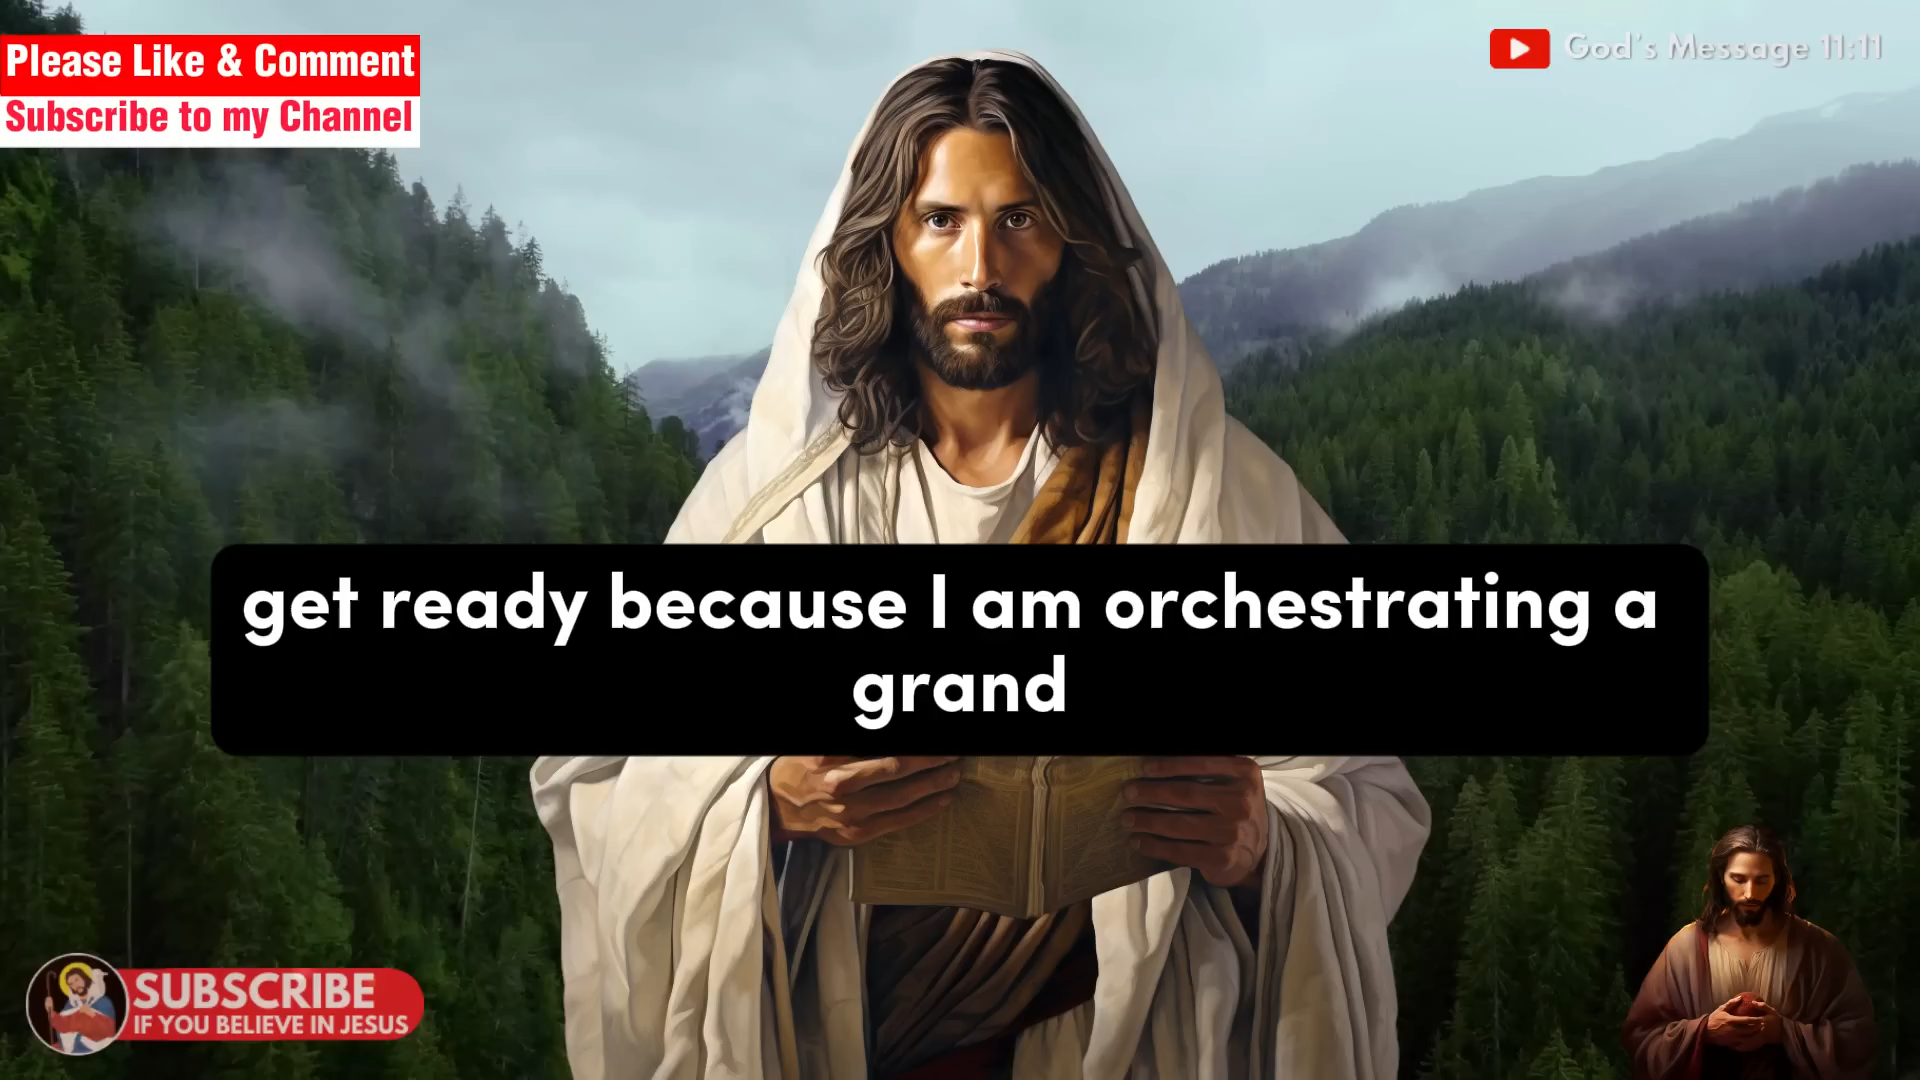 Please Like & Comment
Subscribe to my Channel
God's Message 11:11
get ready because I am orchestrating a
grand
SUBSCRIBE
IF YOU BELIEVE IN JESUS